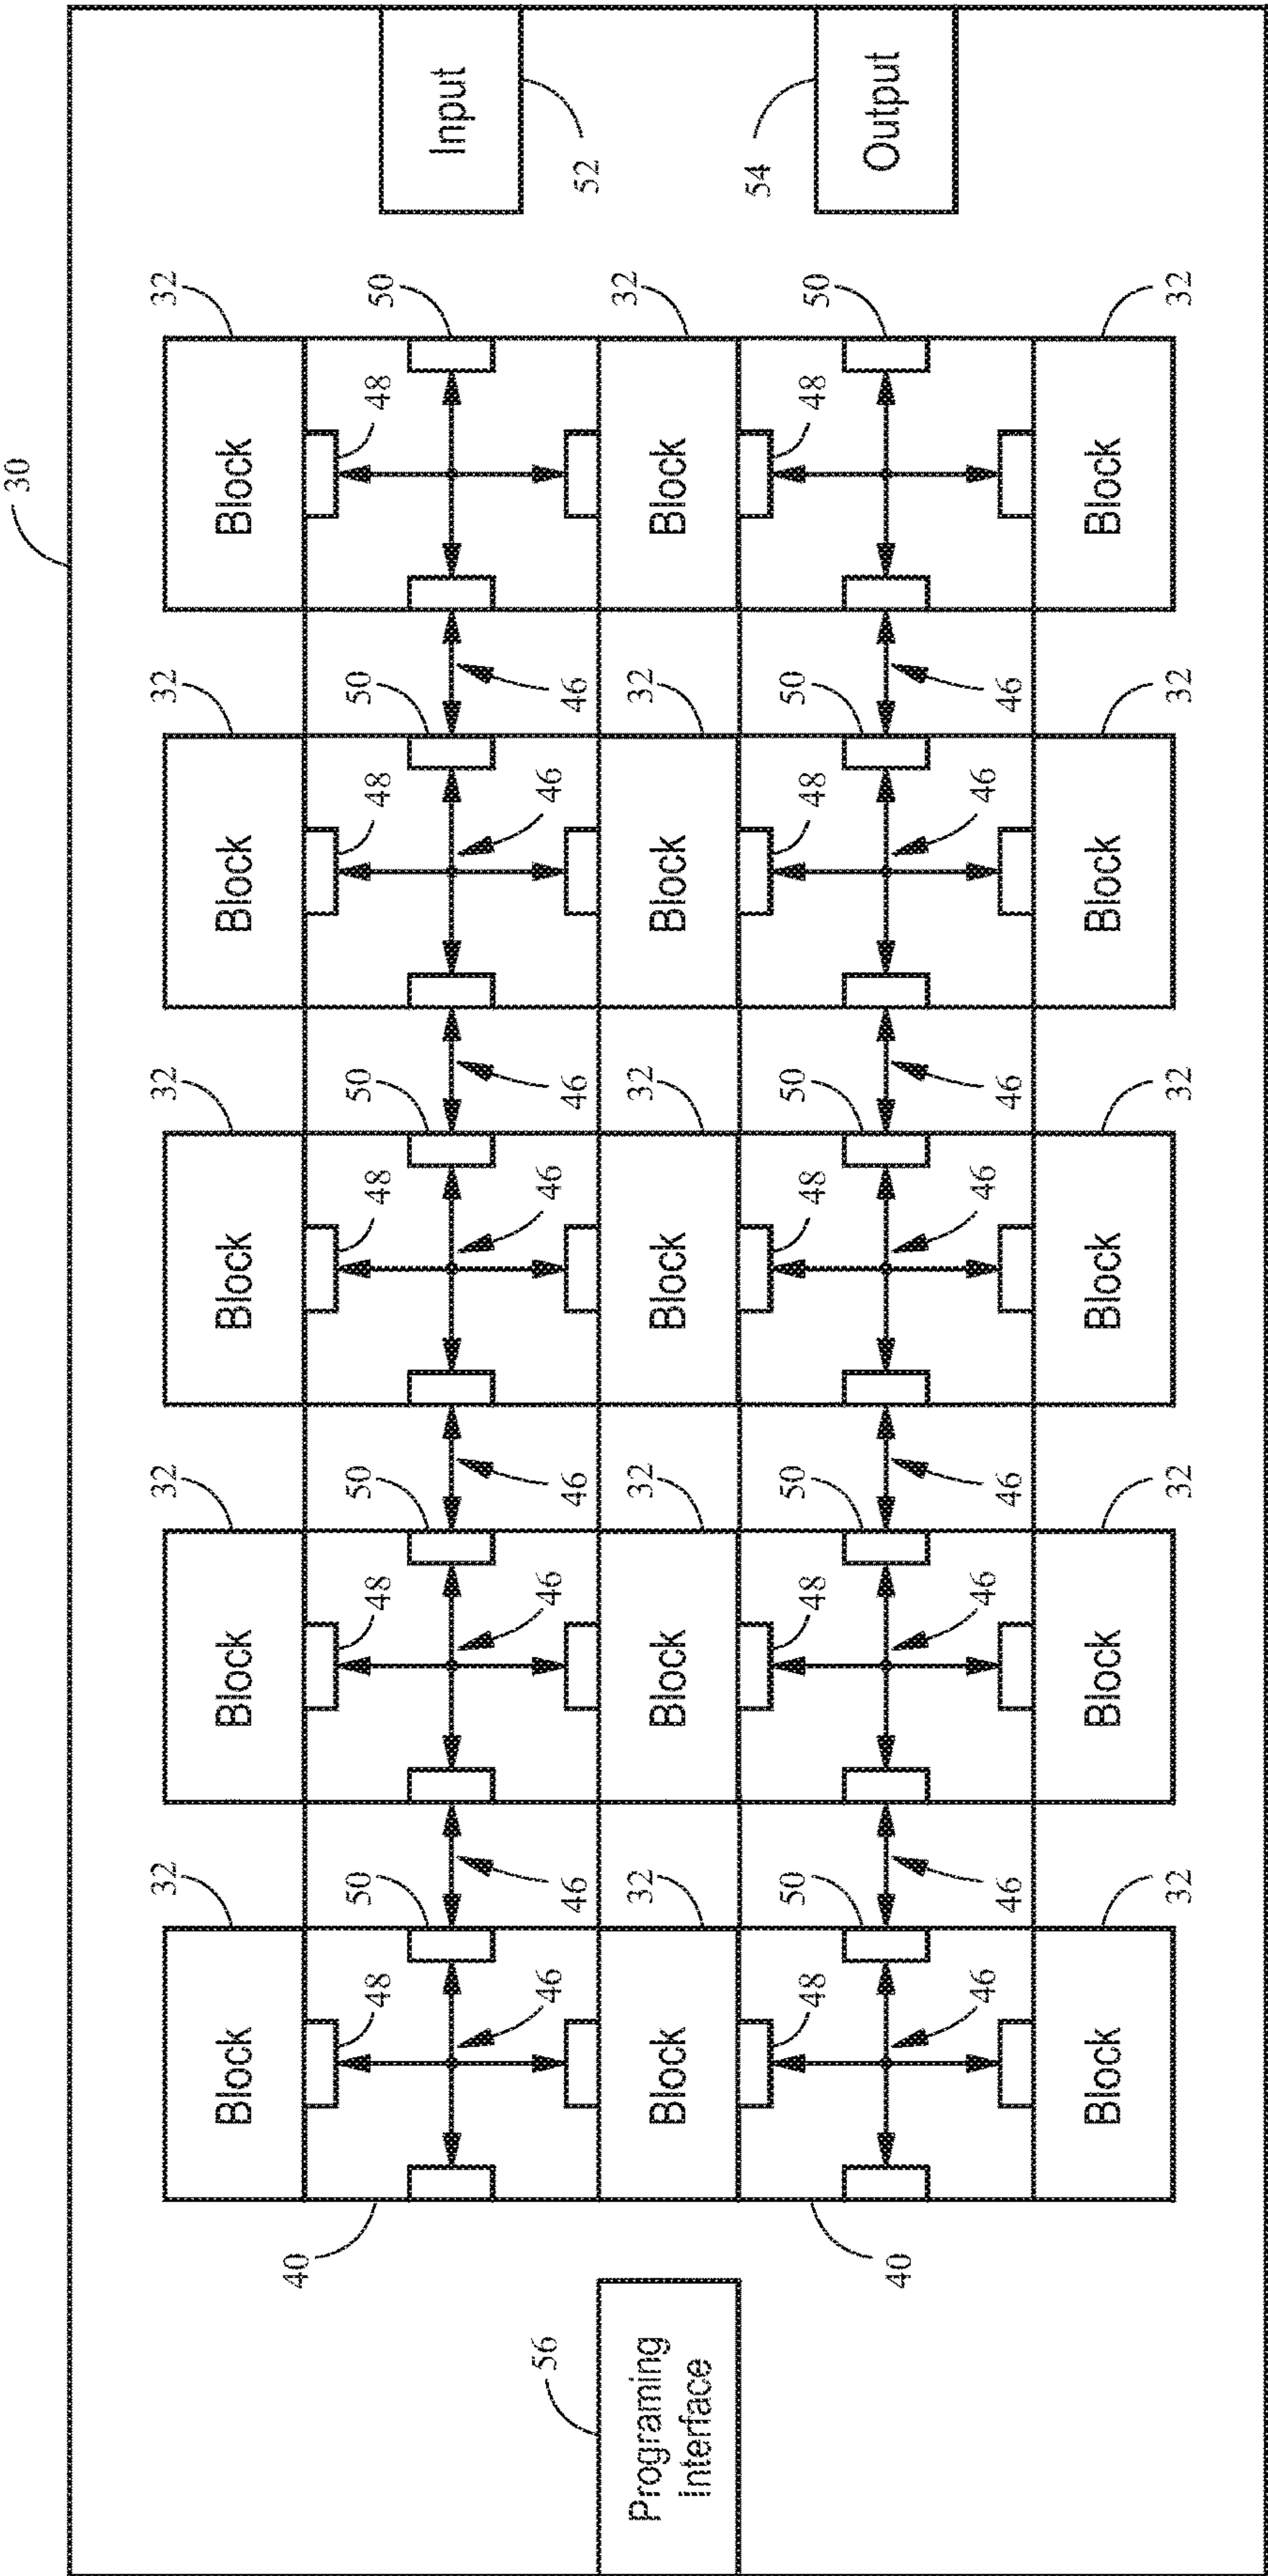 30
32 32 32 32 32
Block Block Block Block Block
40
48 50 48 50 48 50 48 50 48 50
Input
56 46 46 46 46 46 46 46 46 52
32 32 32 32 32
Programing
interface
Block Block Block Block Block
54
48 50 48 50 48 50 48 50 48 50
Output
40
46 46 46 46 46 46 46 46
Block Block Block Block Block
32 32 32 32 32